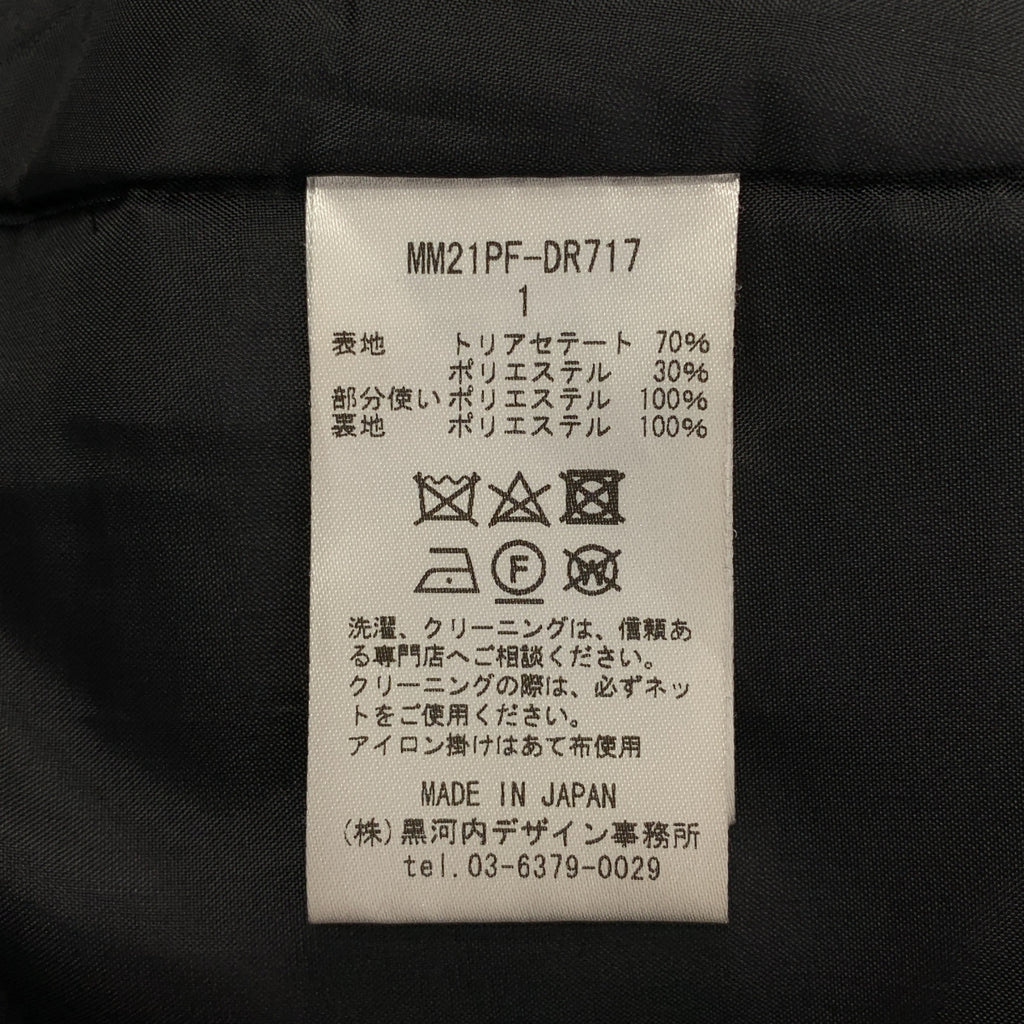 MM21PF-DR717
1
表地 トリアセテート 70%
ポリエステル 30%
部分使い ポリエステル 100%
裏地 ポリエステル 100%
F
W
洗濯、クリーニングは、信頼あ
る専門店へご相談ください。
クリーニングの際は、必ずネッ
トをご使用ください。
アイロン掛けはあて布使用
MADE IN JAPAN
(株)黒河内デザイン事務所
tel.03-6379-0029